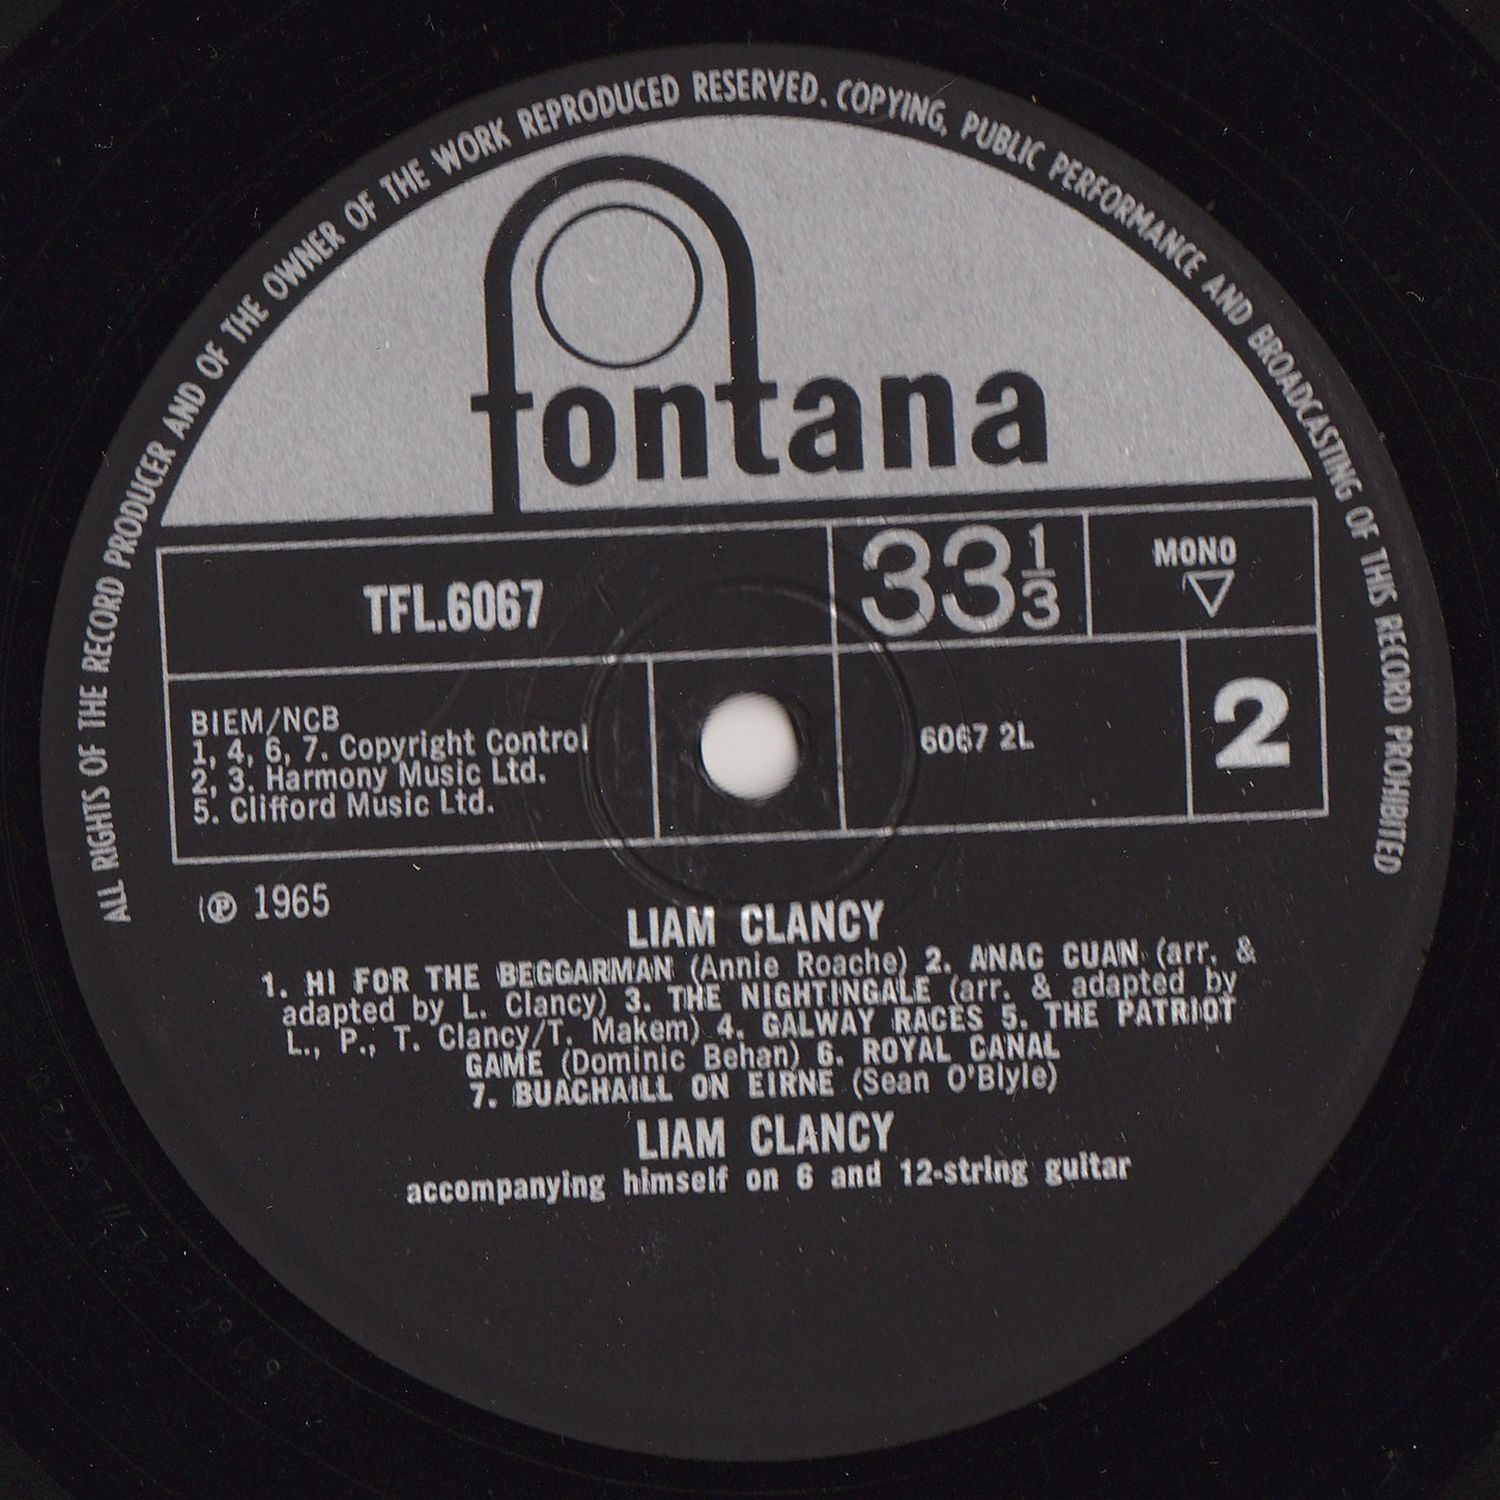 ALL RIGHTS OF THE RECORD PRODUCER AND OF THE OWNER OF THE WORK REPRODUCED RESERVED. COPYING, PUBLIC PERFORMANCE AND BROADCASTING OF THIS RECORD PROHIBITED
fontana
TFL.6067
33 1/3
MONO
BIEM/NCB
1, 4, 6, 7. Copyright Control
2, 3. Harmony Music Ltd.
5. Clifford Music Ltd.
6067 2L
2
℗ 1965
LIAM CLANCY
1. HI FOR THE BEGGARMAN (Annie Roache) 2. ANAC CUAN (arr. &
adapted by L. Clancy) 3. THE NIGHTINGALE (arr. & adapted by
L., P., T. Clancy/T. Makem) 4. GALWAY RACES 5. THE PATRIOT
GAME (Dominic Behan) 6. ROYAL CANAL
7. BUACHAILL ON EIRNE (Sean O'Blyle)
LIAM CLANCY
accompanying himself on 6 and 12-string guitar